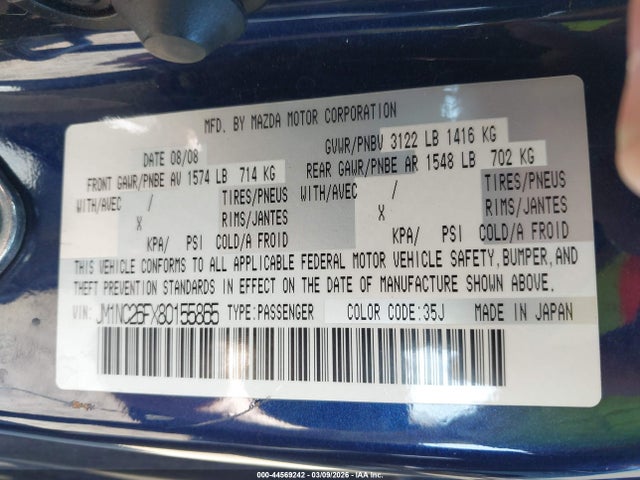 MFD. BY MAZDA MOTOR CORPORATION
DATE 08/08
GVWR/PNBV 3122 LB 1416 KG
FRONT GAWR/PNBE AV 1574 LB 714 KG
REAR GAWR/PNBE AR 1548 LB 702 KG
WITH/AVEC / TIRES/PNEUS
WITH/AVEC / TIRES/PNEUS
X RIMS/JANTES
X RIMS/JANTES
KPA/ PSI COLD/A FROID
KPA/ PSI COLD/A FROID
THIS VEHICLE CONFORMS TO ALL APPLICABLE FEDERAL MOTOR VEHICLE SAFETY,BUMPER,AND
THEFT PREVENTION STANDARDS IN EFFECT ON THE DATE OF MANUFACTURE SHOWN ABOVE.
VIN: JM1NC26FX80155865 TYPE:PASSENGER COLOR CODE:35J MADE IN JAPAN
000-44569242 - 03/09/2026 - IAA Inc.